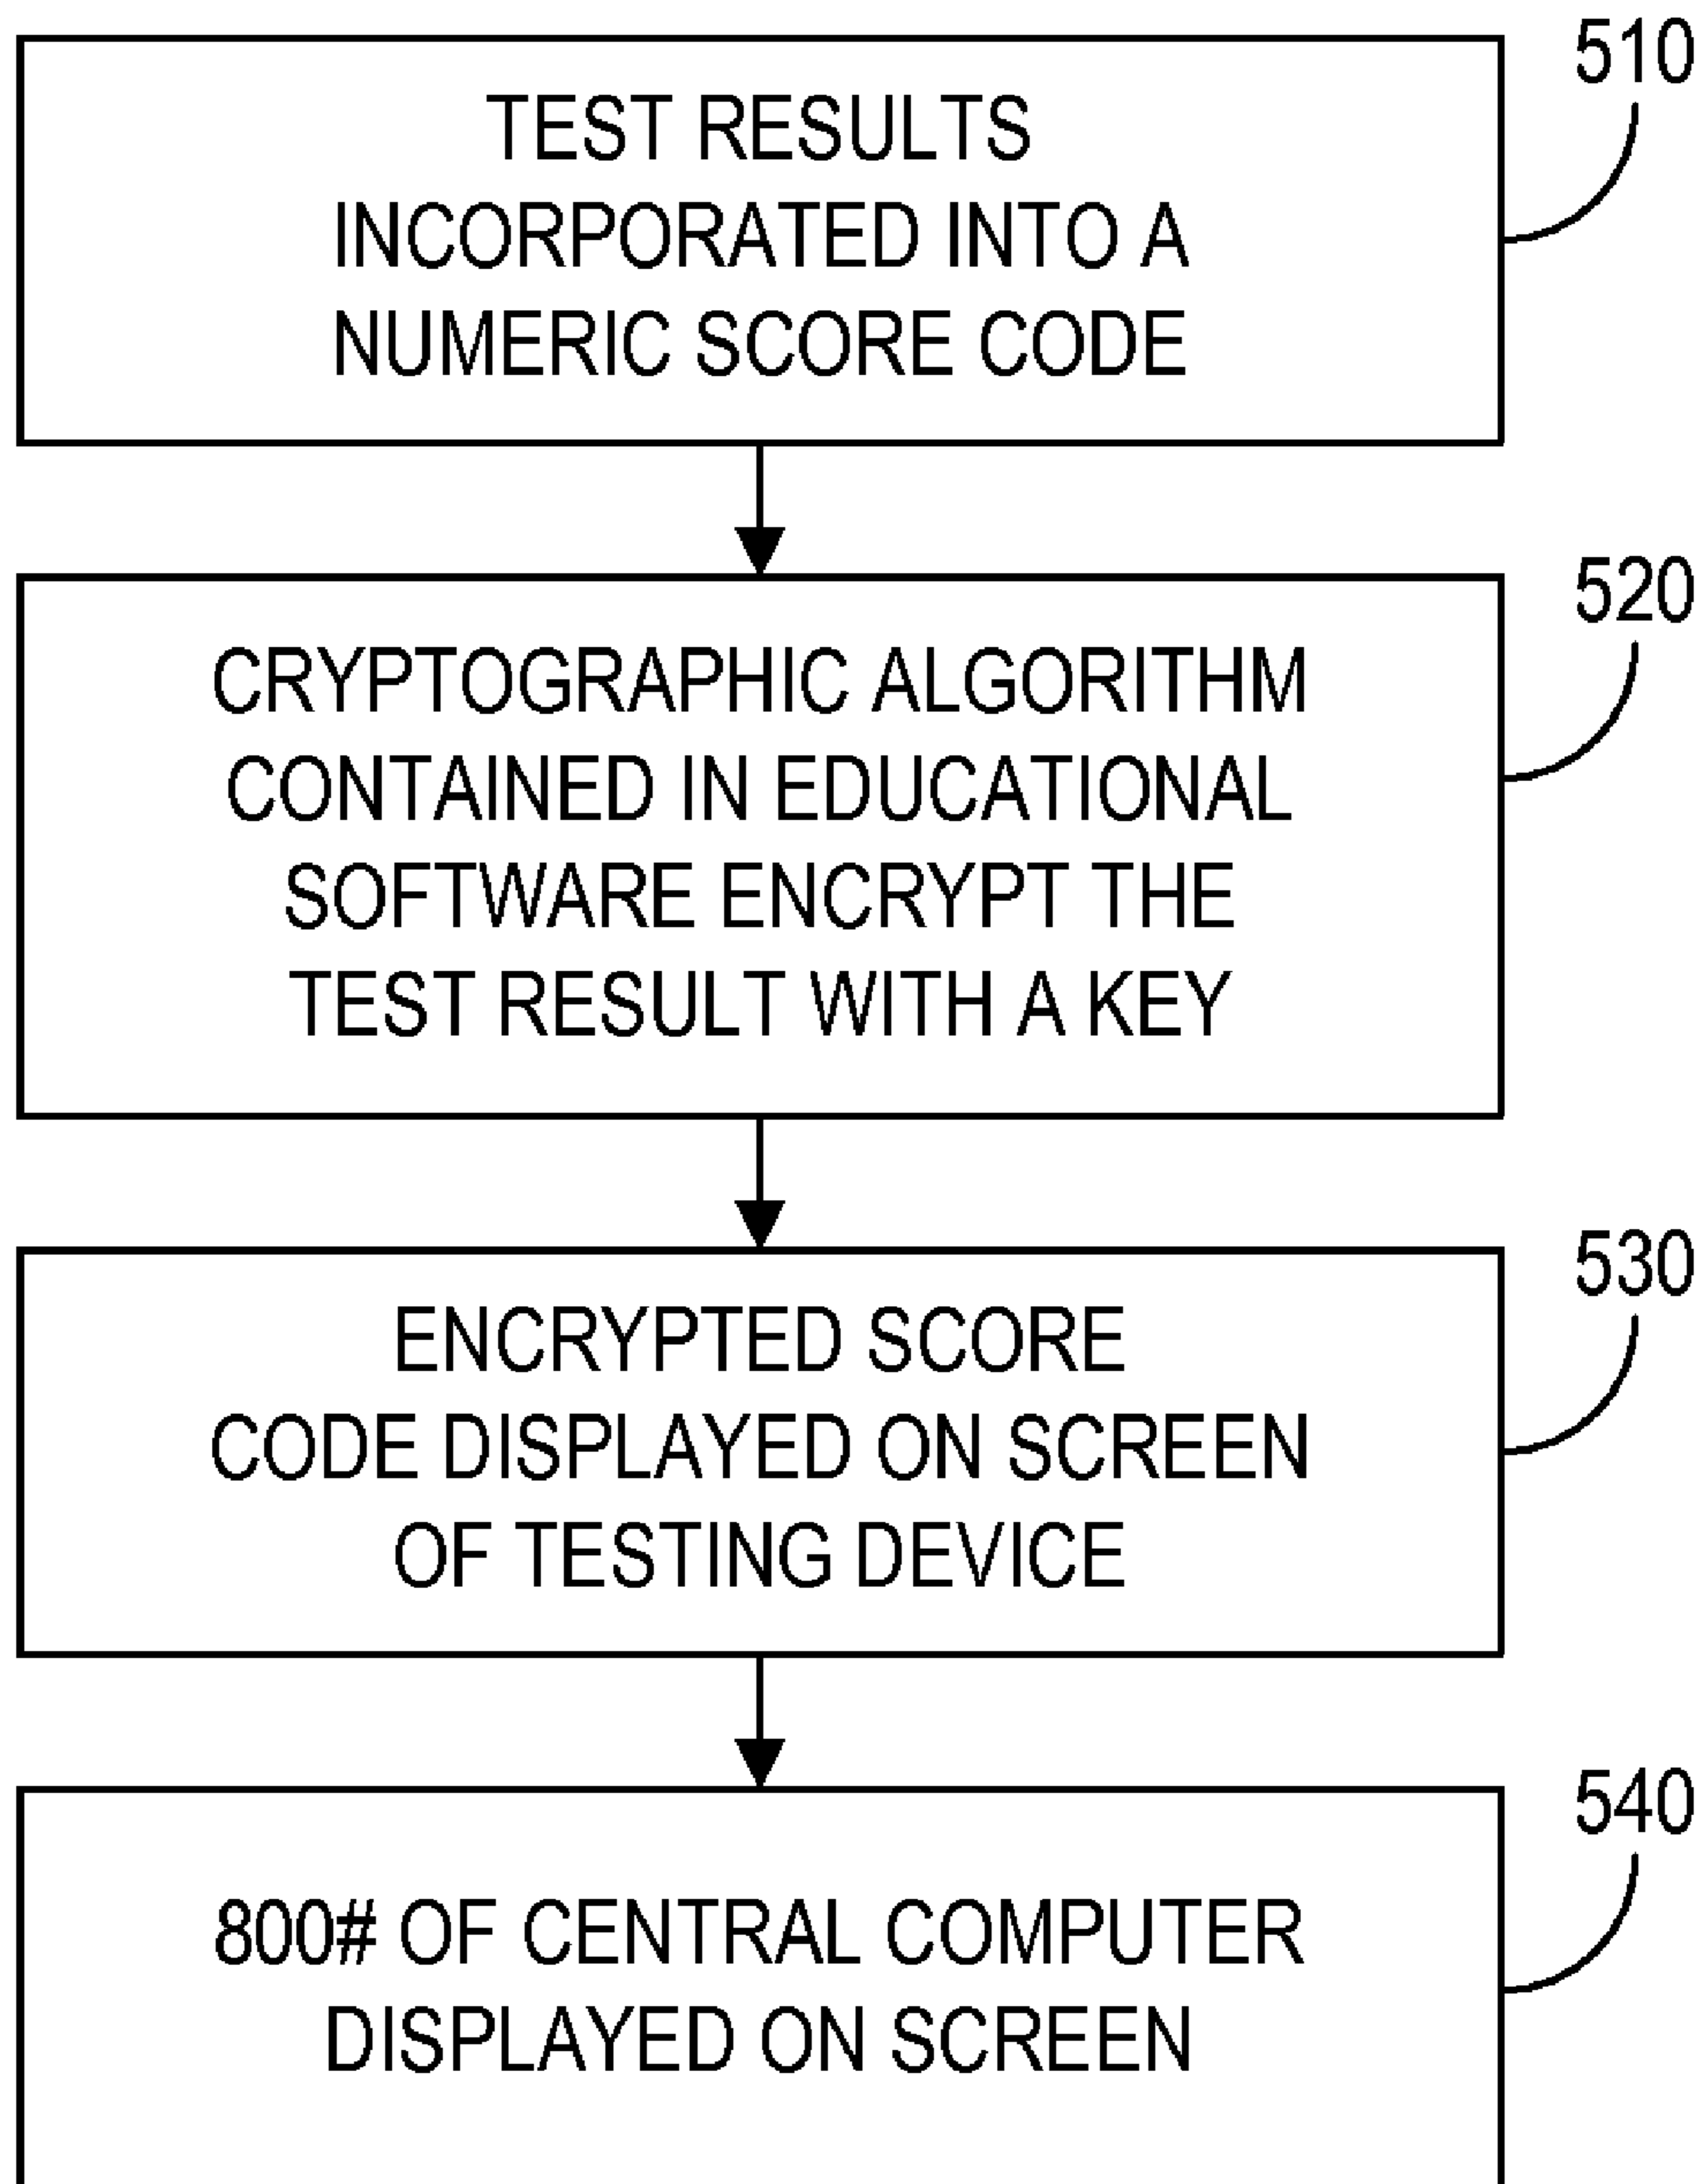 510
TEST RESULTS
INCORPORATED INTO A
NUMERIC SCORE CODE
520
CRYPTOGRAPHIC ALGORITHM
CONTAINED IN EDUCATIONAL
SOFTWARE ENCRYPT THE
TEST RESULT WITH A KEY
530
ENCRYPTED SCORE
CODE DISPLAYED ON SCREEN
OF TESTING DEVICE
540
800# OF CENTRAL COMPUTER
DISPLAYED ON SCREEN